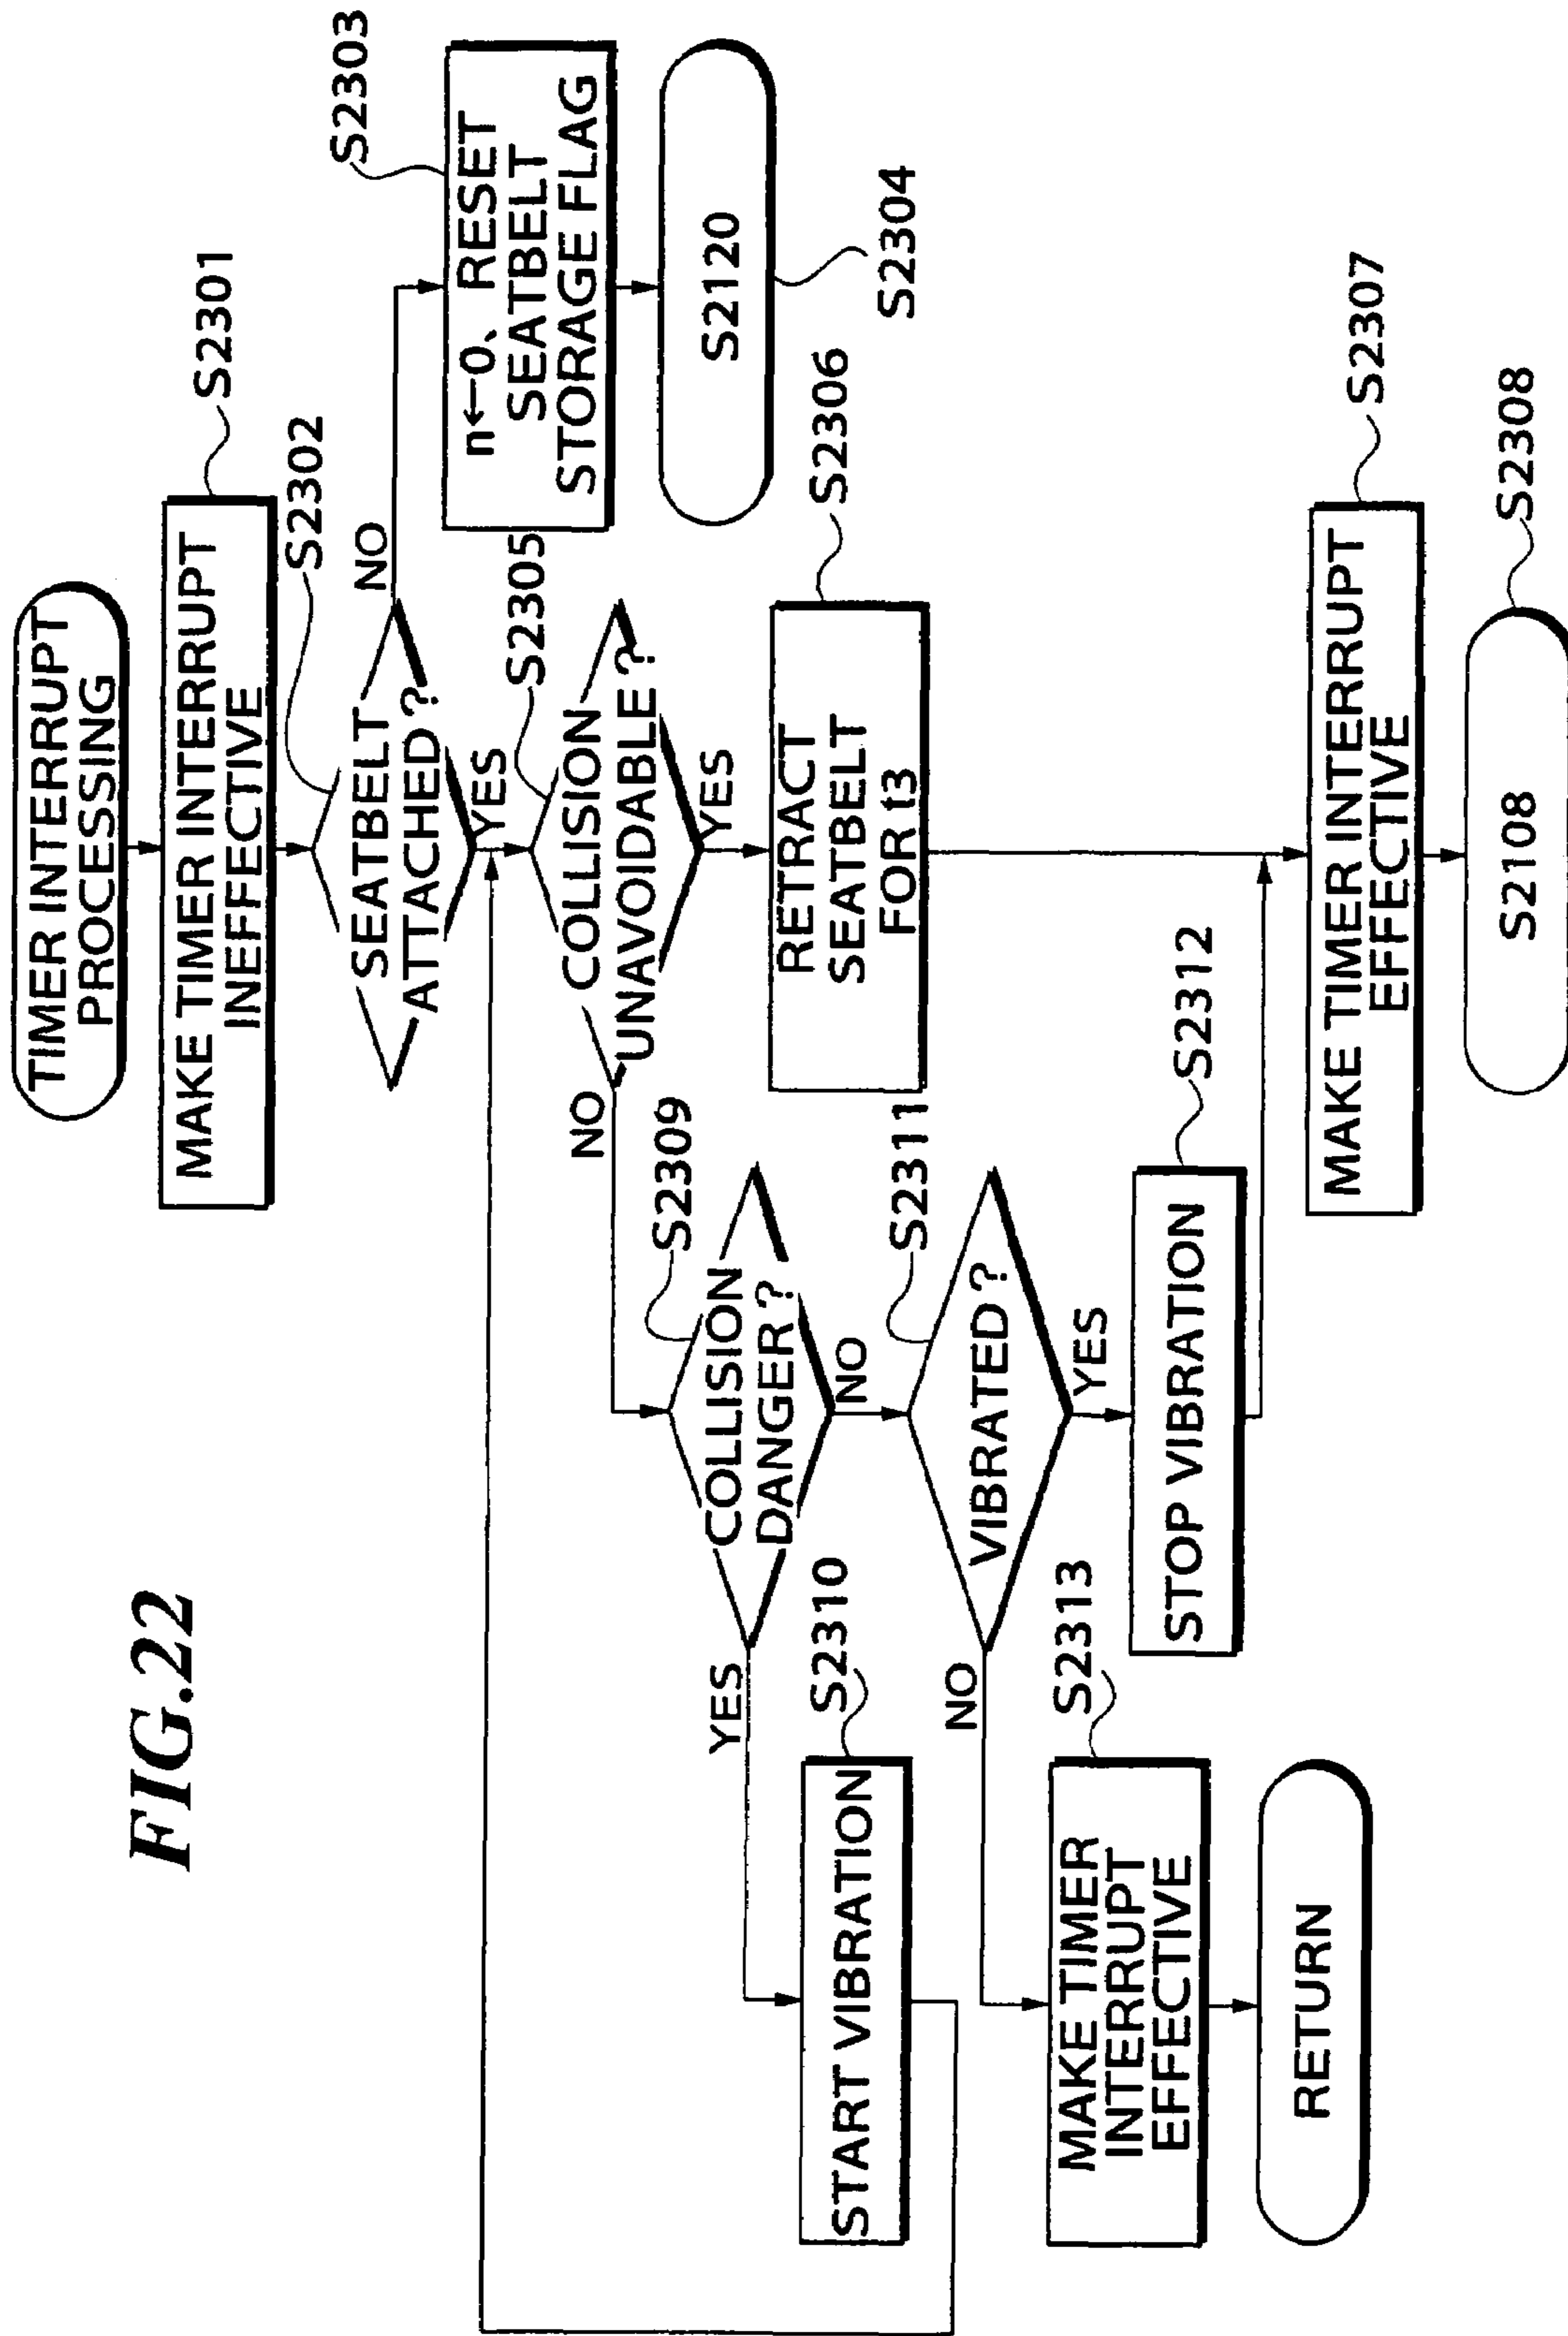 FIG.22
TIMER INTERRUPT
PROCESSING
S2301
MAKE TIMER INTERRUPT
INEFFECTIVE
S2302
SEATBELT
ATTACHED?
NO
YES
S2303
n←0、RESET
SEATBELT
STORAGE FLAG
S2120
S2304
S2305
COLLISION
UNAVOIDABLE?
NO
YES
S2306
RETRACT
SEATBELT
FOR t3
S2309
COLLISION
DANGER?
YES
NO
S2310
START VIBRATION
S2311
VIBRATED?
NO
YES
S2312
STOP VIBRATION
S2313
MAKE TIMER
INTERRUPT
EFFECTIVE
RETURN
S2307
MAKE TIMER INTERRUPT
EFFECTIVE
S2308
S2108